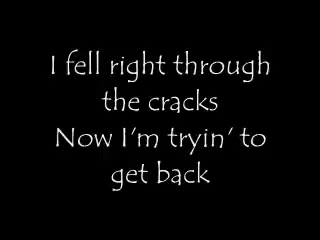 I fell right through
the cracks
Now I'm tryin' to
get back